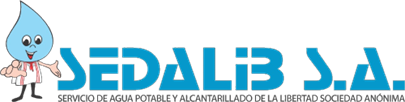 SEDALIB S.A.
SERVICIO DE AGUA POTABLE Y ALCANTARILLADO DE LA LIBERTAD SOCIEDAD ANÓNIMA